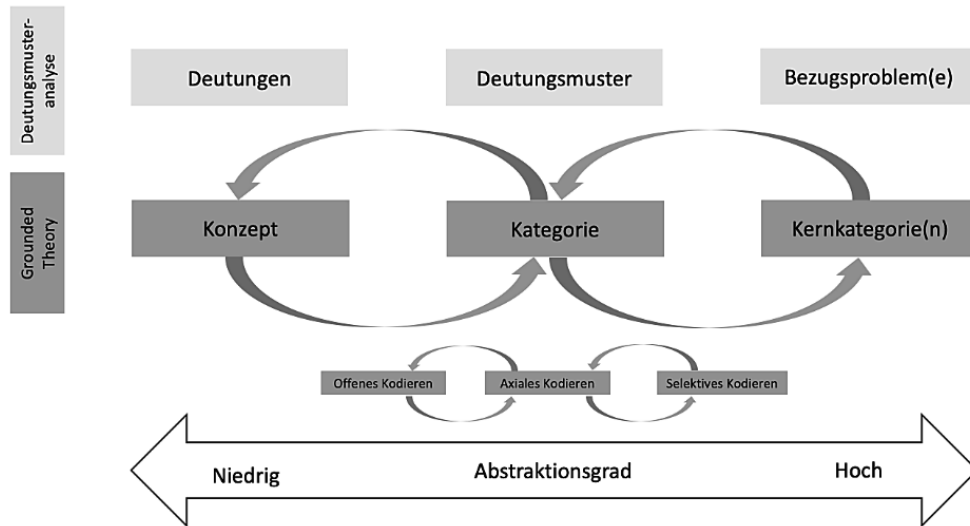 Deutungsmuster-
analyse
Deutungen
Deutungsmuster
Bezugsproblem(e)
Grounded
Theory
Konzept
Kategorie
Kernkategorie(n)
Offenes Kodieren
Axiales Kodieren
Selektives Kodieren
Niedrig
Abstraktionsgrad
Hoch